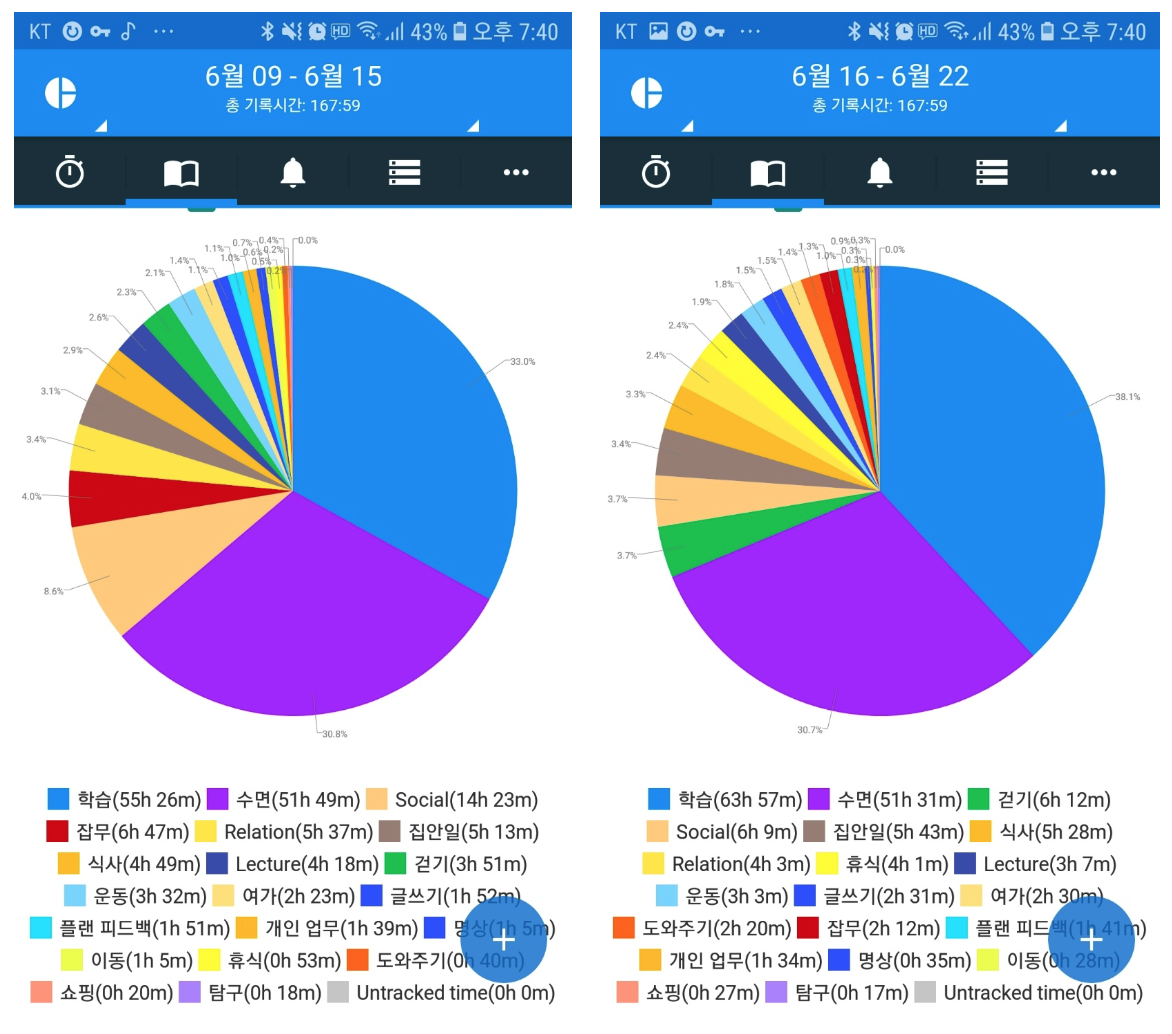 KT HD 43% 오후 7:40
6월 09 - 6월 15
총 기록시간: 167:59
0.0%
0.4%
0.7%
0.2%
1.1%
0.6%
1.0%
0.5%
1.4%
1.1%
0.2%
2.1%
2.3%
2.6%
2.9%
3.1%
3.4%
4.0%
8.6%
33.0%
30.8%
학습(55h 26m) 수면(51h 49m) Social(14h 23m)
잡무(6h 47m) Relation(5h 37m) 집안일(5h 13m)
식사(4h 49m) Lecture(4h 18m) 걷기(3h 51m)
운동(3h 32m) 여가(2h 23m) 글쓰기(1h 52m)
플랜 피드백(1h 51m) 개인 업무(1h 39m) 명상(1h 5m)
이동(1h 5m) 휴식(0h 53m) 도와주기(0h 40m)
쇼핑(0h 20m) 탐구(0h 18m) Untracked time(0h 0m)
KT HD 43% 오후 7:40
6월 16 - 6월 22
총 기록시간: 167:59
0.0%
0.3%
0.9%
1.3%
0.3%
1.4%
1.0%
0.3%
1.5%
1.5%
1.8%
1.9%
2.4%
2.4%
3.3%
3.4%
3.7%
3.7%
38.1%
30.7%
학습(63h 57m) 수면(51h 31m) 걷기(6h 12m)
Social(6h 9m) 집안일(5h 43m) 식사(5h 28m)
Relation(4h 3m) 휴식(4h 1m) Lecture(3h 7m)
운동(3h 3m) 글쓰기(2h 31m) 여가(2h 30m)
도와주기(2h 20m) 잡무(2h 12m) 플랜 피드백(1h 41m)
개인 업무(1h 34m) 명상(0h 35m) 이동(0h 28m)
쇼핑(0h 27m) 탐구(0h 17m) Untracked time(0h 0m)